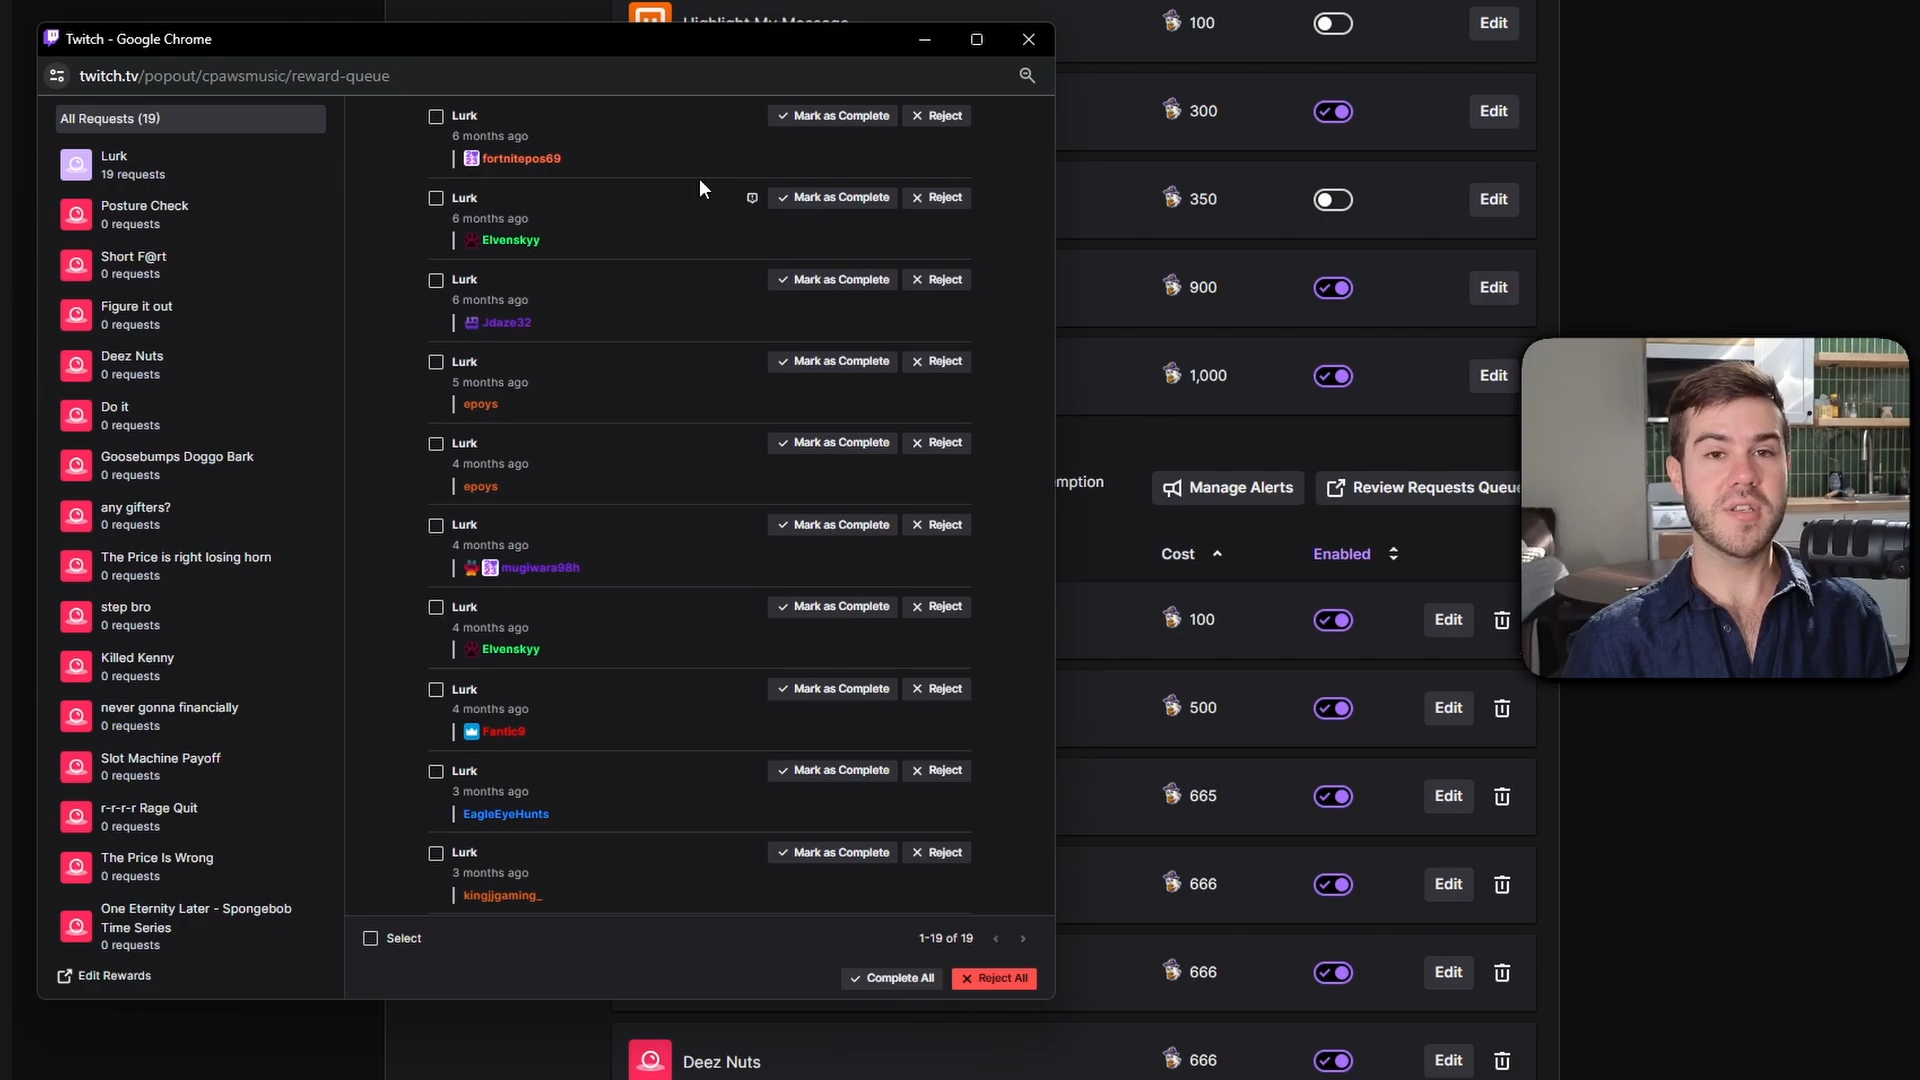 Twitch - Google Chrome
twitch.tv/popout/cpawsmusic/reward-queue
All Requests (19)
Lurk
19 requests
Posture Check
0 requests
Short F@rt
0 requests
Figure it out
0 requests
Deez Nuts
0 requests
Do it
0 requests
Goosebumps Doggo Bark
0 requests
any gifters?
0 requests
The Price is right losing horn
0 requests
step bro
0 requests
Killed Kenny
0 requests
never gonna financially
0 requests
Slot Machine Payoff
0 requests
r-r-r-r Rage Quit
0 requests
The Price Is Wrong
0 requests
One Eternity Later - Spongebob
Time Series
0 requests
Edit Rewards
Lurk Mark as Complete Reject
6 months ago
fortnitepos69
Lurk Mark as Complete Reject
6 months ago
Elvenskyy
Lurk Mark as Complete Reject
6 months ago
Jdaze32
Lurk Mark as Complete Reject
5 months ago
epoys
Lurk Mark as Complete Reject
4 months ago
epoys
Lurk Mark as Complete Reject
4 months ago
mugiwara98h
Lurk Mark as Complete Reject
4 months ago
Elvenskyy
Lurk Mark as Complete Reject
4 months ago
Fantic9
Lurk Mark as Complete Reject
3 months ago
EagleEyeHunts
Lurk Mark as Complete Reject
3 months ago
kingjjgaming_
Select 1-19 of 19
Complete All Reject All
Highlight My Message 100 Edit
300 Edit
350 Edit
900 Edit
1,000 Edit
emption Manage Alerts Review Requests Queue
Cost Enabled
100 Edit
500 Edit
665 Edit
666 Edit
666 Edit
Deez Nuts 666 Edit